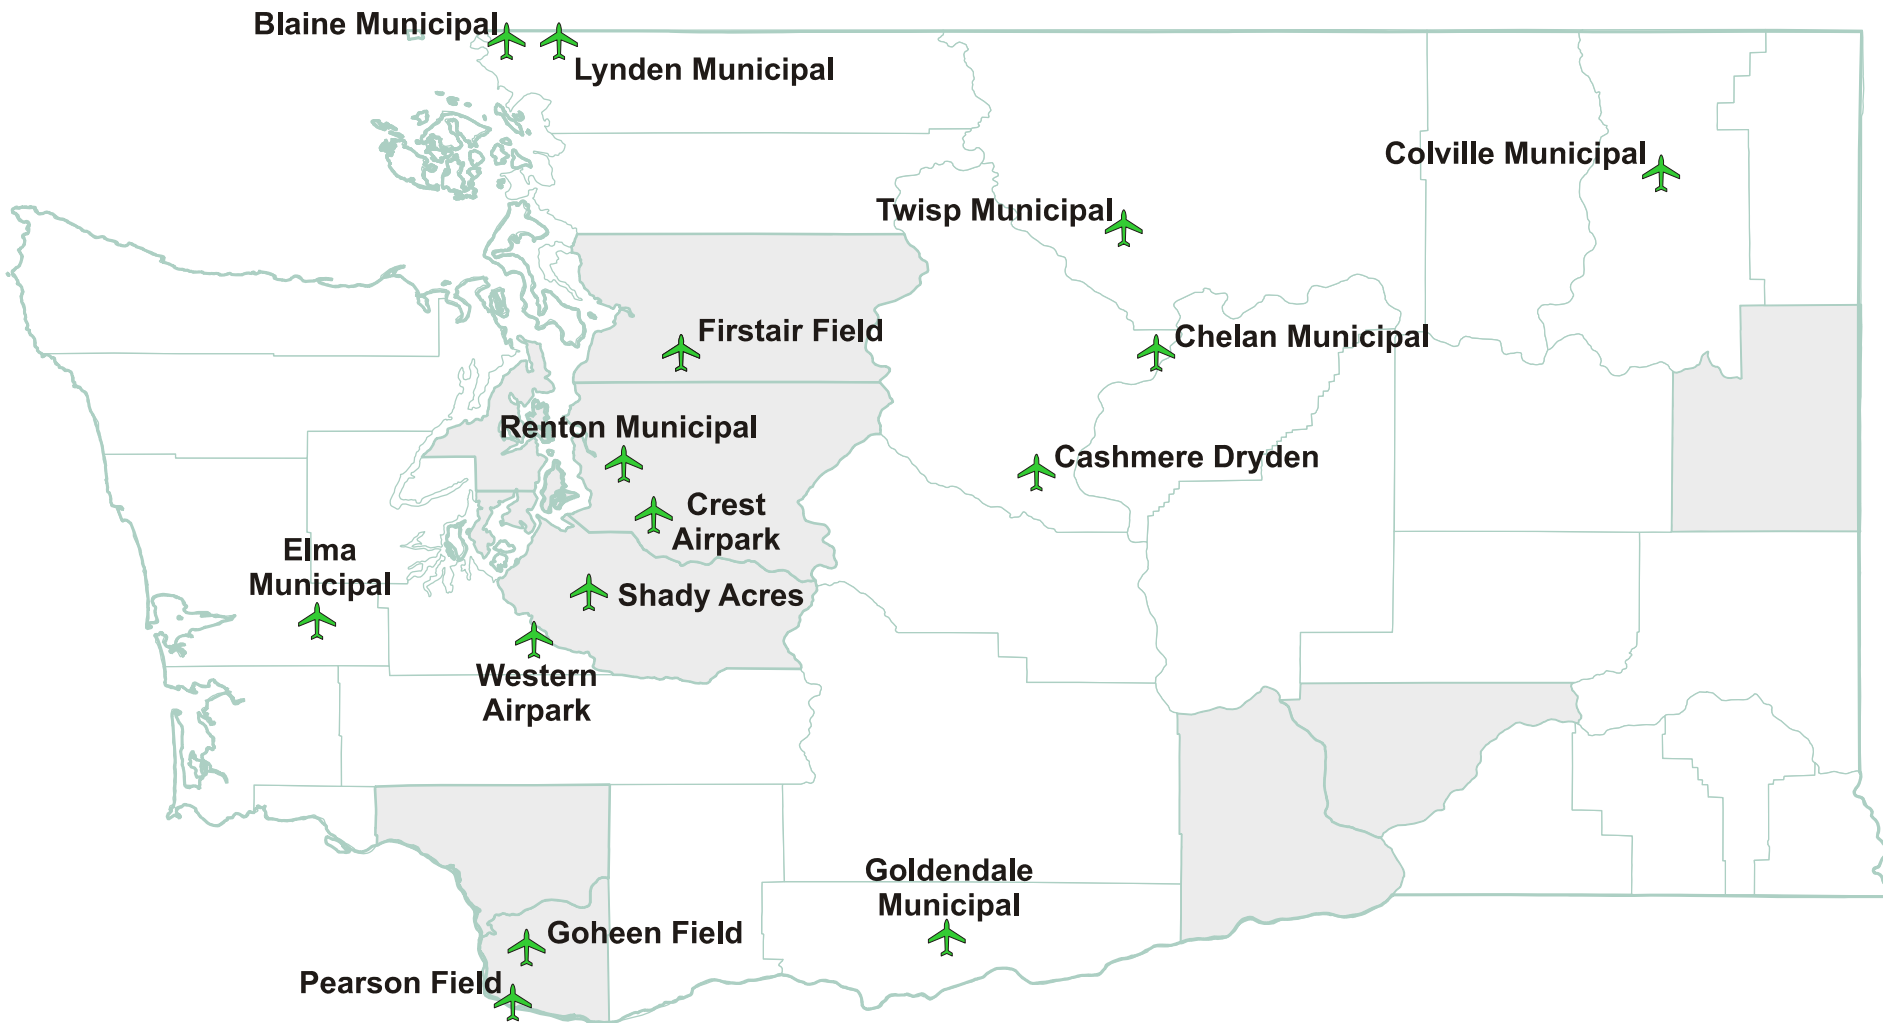 Blaine Municipal
Lynden Municipal
Colville Municipal
Twisp Municipal
Firstair Field
Chelan Municipal
Renton Municipal
Cashmere Dryden
Crest
Airpark
Elma
Municipal
Shady Acres
Western
Airpark
Goldendale
Municipal
Goheen Field
Pearson Field